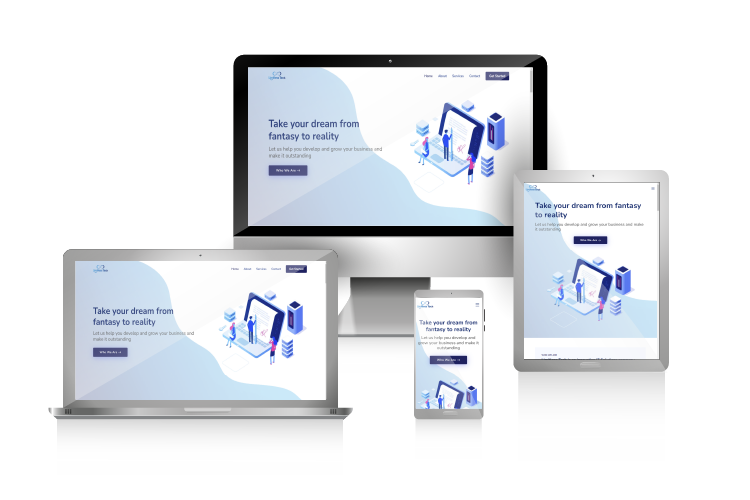 Home About Services Contact Get Started
Take your dream from
fantasy to reality
Let us help you develop and grow your business and
make it outstanding
Who We Are →
Take your dream from fantasy
to reality
Let us help you develop and grow your business and make
it outstanding
Who We Are →
Home About Services Contact Get Started
Take your dream from
fantasy to reality
Let us help you develop and grow your business and
make it outstanding
Who We Are →
Take your dream from
fantasy to reality
Let us help you develop and
grow your business and make it
outstanding
Who We Are →